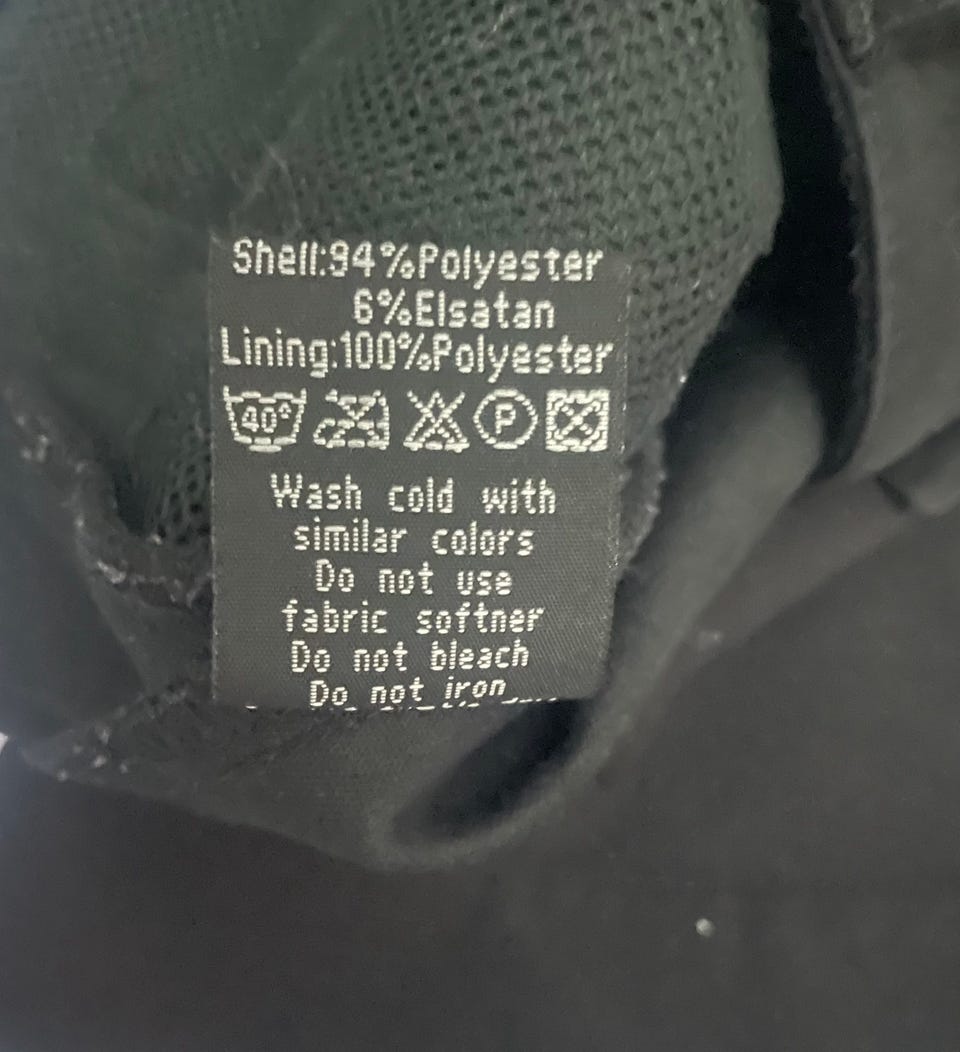 Shell:94%Polyester
6%Elsatan
Lining:100%Polyester
40° P
Wash cold with
similar colors
Do not use
fabric softner
Do not bleach
Do not iron